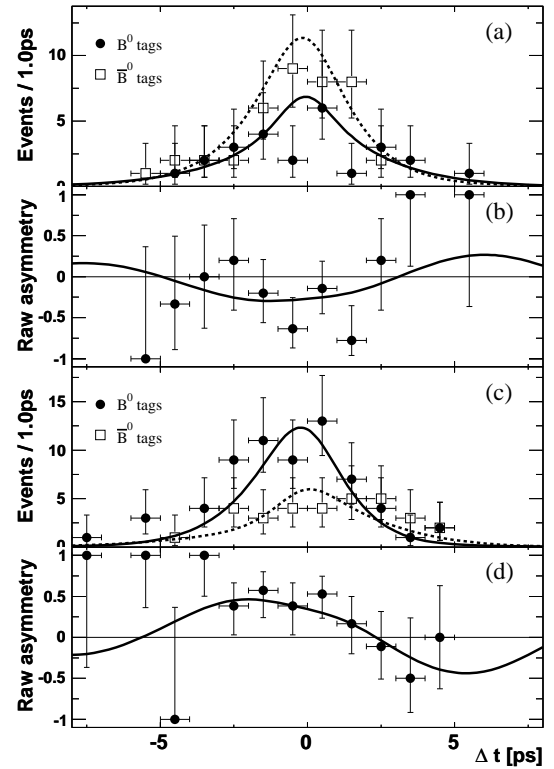 (a)
B⁰ tags
B̅⁰ tags
Events / 1.0ps
10
5
0
(b)
Raw asymmetry
1
0.5
0
-0.5
-1
(c)
B⁰ tags
B̅⁰ tags
Events / 1.0ps
15
10
5
0
(d)
Raw asymmetry
1
0.5
0
-0.5
-1
-5 0 5
Δ t [ps]